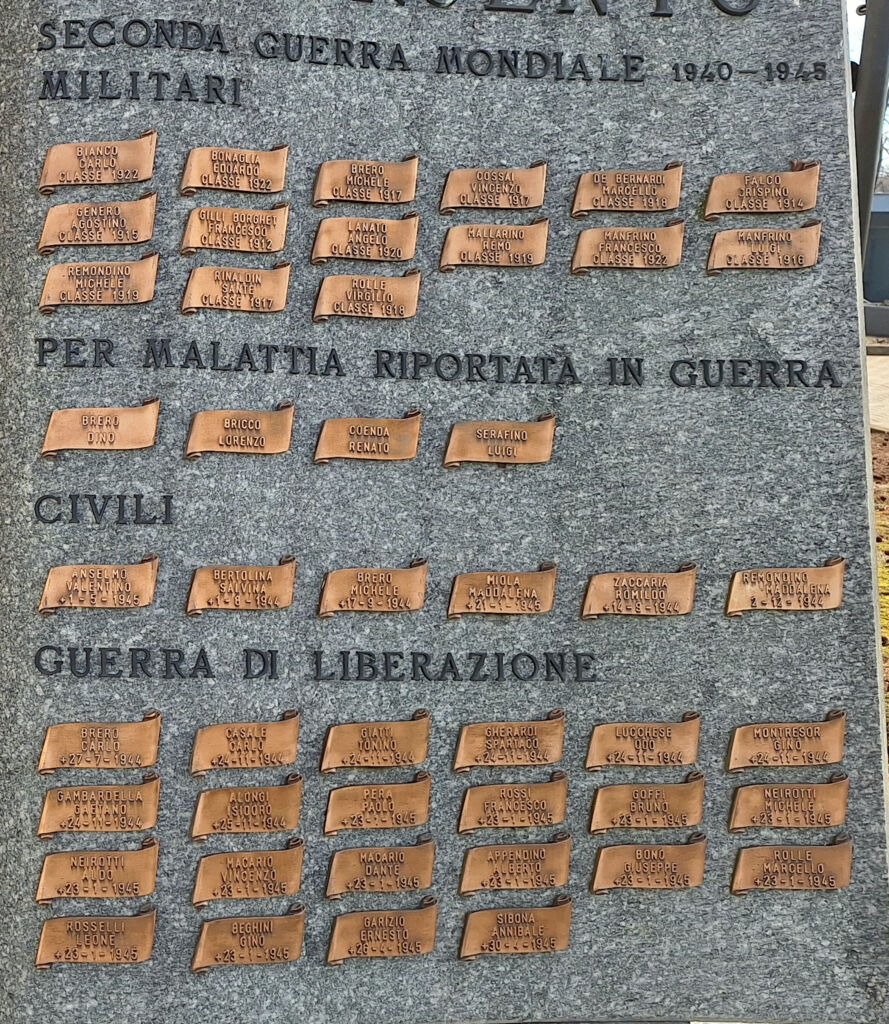 SECONDA GUERRA MONDIALE 1940-1945
MILITARI
BIANCO
CARLO
CLASSE 1922
BONAGLIA
EDOARDO
CLASSE 1922
BRERO
MICHELE
CLASSE 1917
COSSAI
VINCENZO
CLASSE 1917
DE BERNARDI
MARCELLO
CLASSE 1918
FALCO
CRISPINO
CLASSE 1914
GENERO
AGOSTINO
CLASSE 1915
GILLI BORGHET
FRANCESCO
CLASSE 1912
LANATO
ANGELO
CLASSE 1920
MALLARINO
REMO
CLASSE 1919
MANFRINO
FRANCESCO
CLASSE 1922
MANFRINO
LUIGI
CLASSE 1916
REMONDINO
MICHELE
CLASSE 1919
RINALDIN
SANTE
CLASSE 1917
ROLLE
VIRGILIO
CLASSE 1918
PER MALATTIA RIPORTATA IN GUERRA
BRERO
DINO
BRICCO
LORENZO
COENDA
RENATO
SERAFINO
LUIGI
CIVILI
ANSELMO
VALENTINO
+1-5-1945
BERTOLINA
SALVINA
+1-8-1944
BRERO
MICHELE
+17-9-1944
MIOLA
MADDALENA
+21-1-1945
ZACCARIA
ROMILDO
+14-9-1944
REMONDINO
MADDALENA
2-12-1944
GUERRA DI LIBERAZIONE
BRERO
CARLO
+27-7-1944
CASALE
CARLO
+24-11-1944
GIATTI
TONINO
+24-11-1944
GHERARDI
SPARTACO
+24-11-1944
LUCCHESE
ODO
+24-11-1944
MONTRESOR
GINO
+24-11-1944
GAMBARDELLA
GAETANO
+24-11-1944
ALONGI
ISIDORO
+25-11-1944
PERA
PAOLO
+23-1-1945
ROSSI
FRANCESCO
+23-1-1945
GOFFI
BRUNO
+23-1-1945
NEIROTTI
MICHELE
+23-1-1945
NEIROTTI
ALDO
+23-1-1945
MACARIO
VINCENZO
+23-1-1945
MACARIO
DANTE
+23-1-1945
APPENDINO
ALBERTO
+23-1-1945
BONO
GIUSEPPE
+23-1-1945
ROLLE
MARCELLO
+23-1-1945
ROSSELLI
LEONE
+23-1-1945
BEGHINI
GINO
+23-1-1945
GARIZIO
ERNESTO
+26-4-1945
SIBONA
ANNIBALE
+30-4-1945